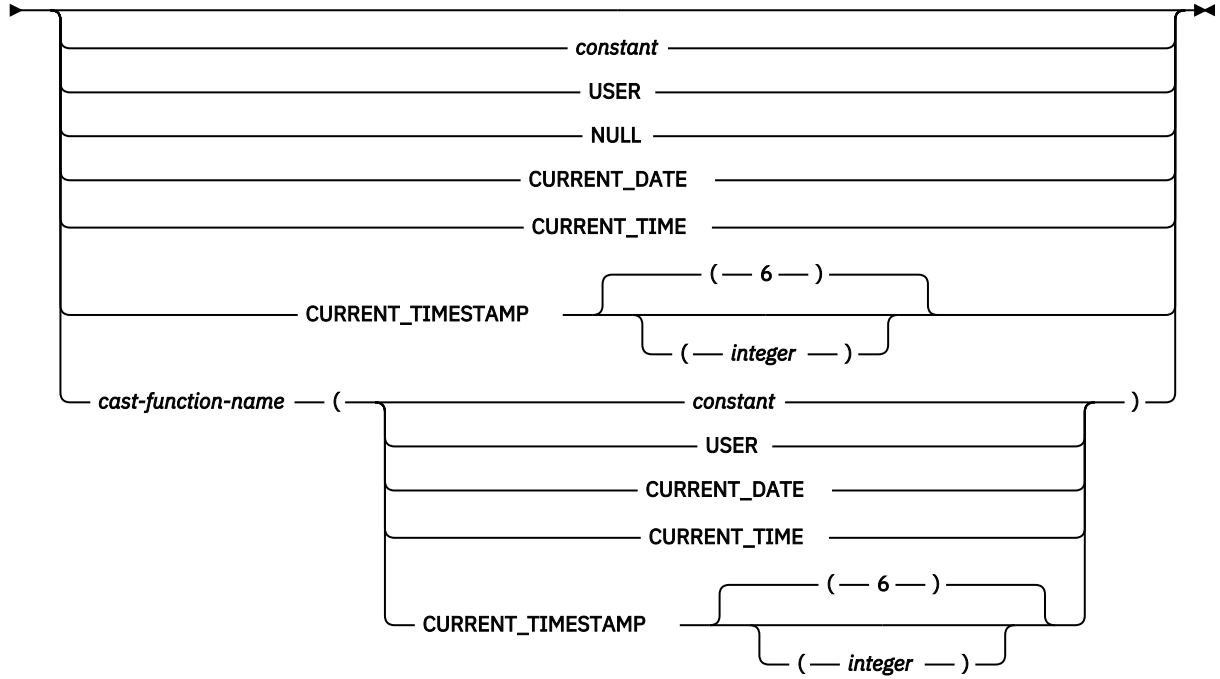 constant
USER
NULL
CURRENT_DATE
CURRENT_TIME
( 6 )
CURRENT_TIMESTAMP
( integer )
cast-function-name ( constant )
USER
CURRENT_DATE
CURRENT_TIME
( 6 )
CURRENT_TIMESTAMP
( integer )